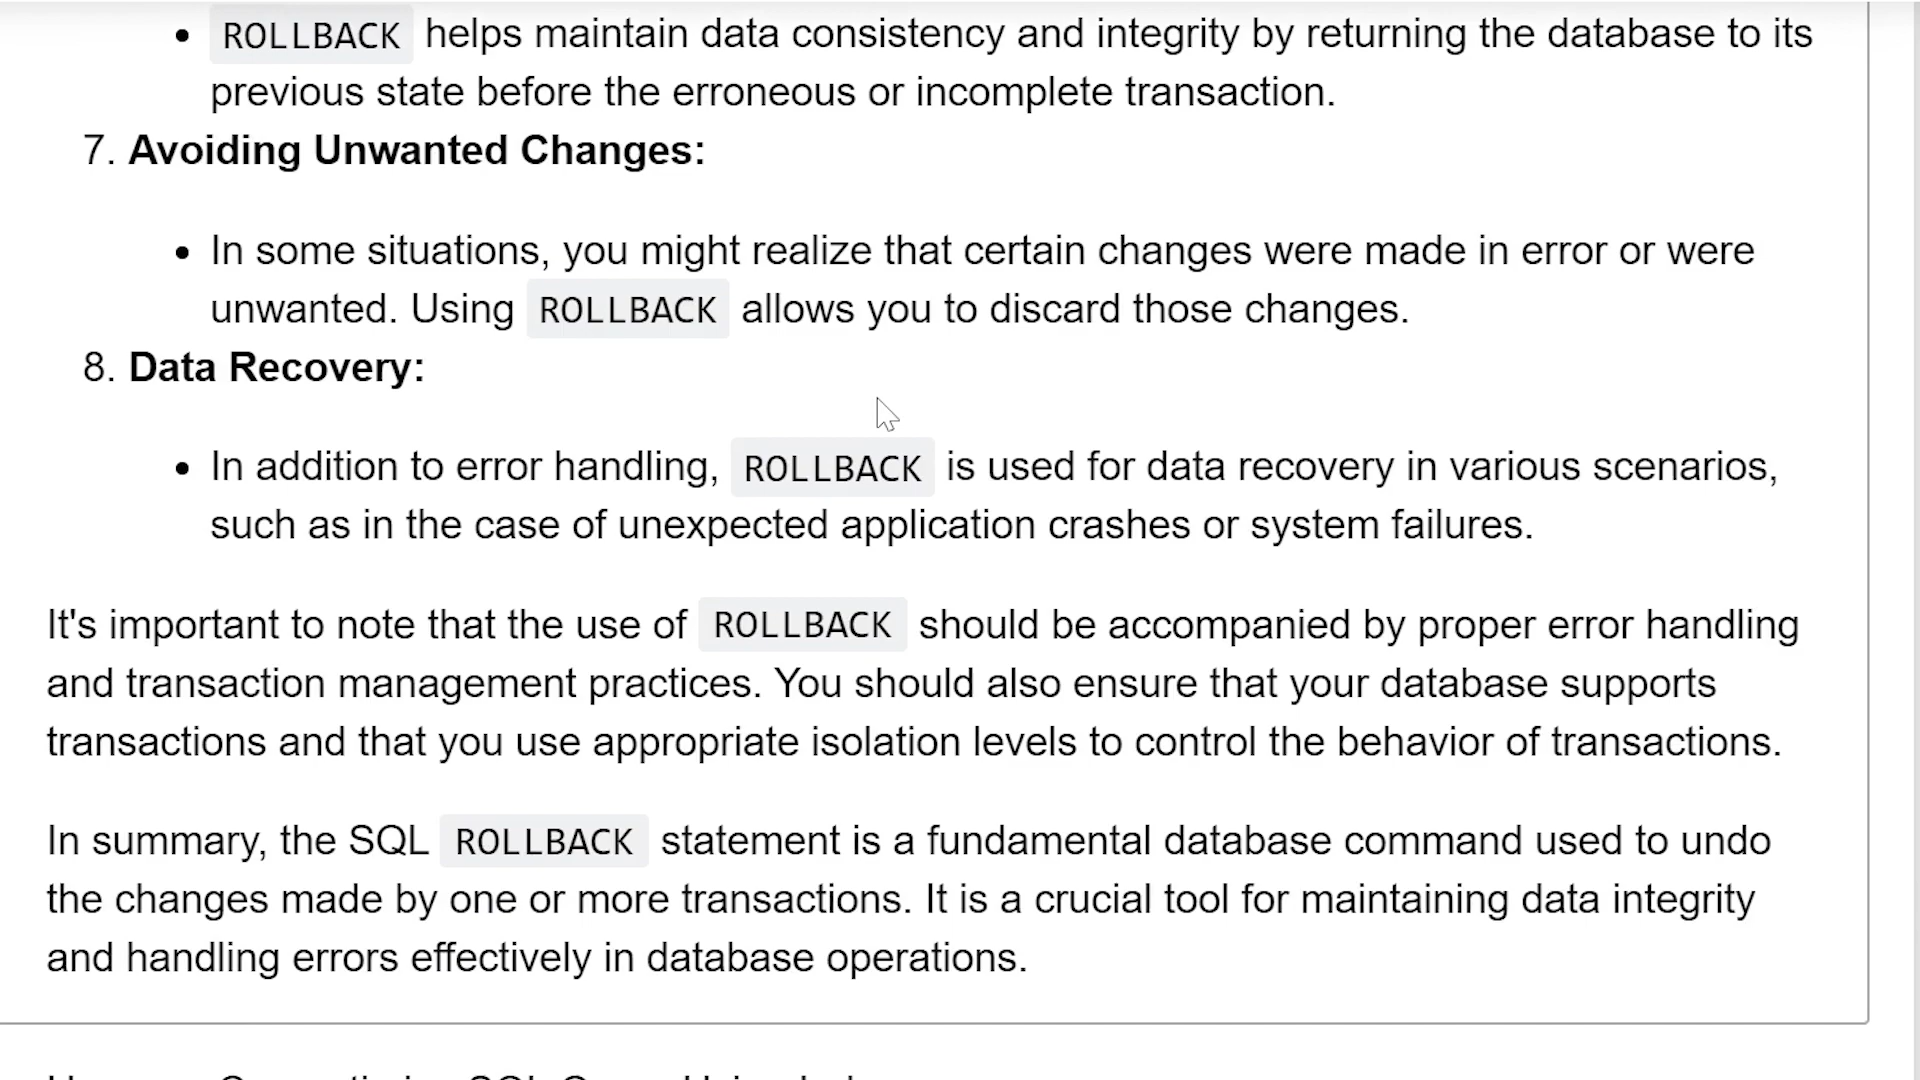 • ROLLBACK helps maintain data consistency and integrity by returning the database to its
previous state before the erroneous or incomplete transaction.
7. Avoiding Unwanted Changes:
• In some situations, you might realize that certain changes were made in error or were
unwanted. Using ROLLBACK allows you to discard those changes.
8. Data Recovery:
• In addition to error handling, ROLLBACK is used for data recovery in various scenarios,
such as in the case of unexpected application crashes or system failures.
It's important to note that the use of ROLLBACK should be accompanied by proper error handling
and transaction management practices. You should also ensure that your database supports
transactions and that you use appropriate isolation levels to control the behavior of transactions.
In summary, the SQL ROLLBACK statement is a fundamental database command used to undo
the changes made by one or more transactions. It is a crucial tool for maintaining data integrity
and handling errors effectively in database operations.